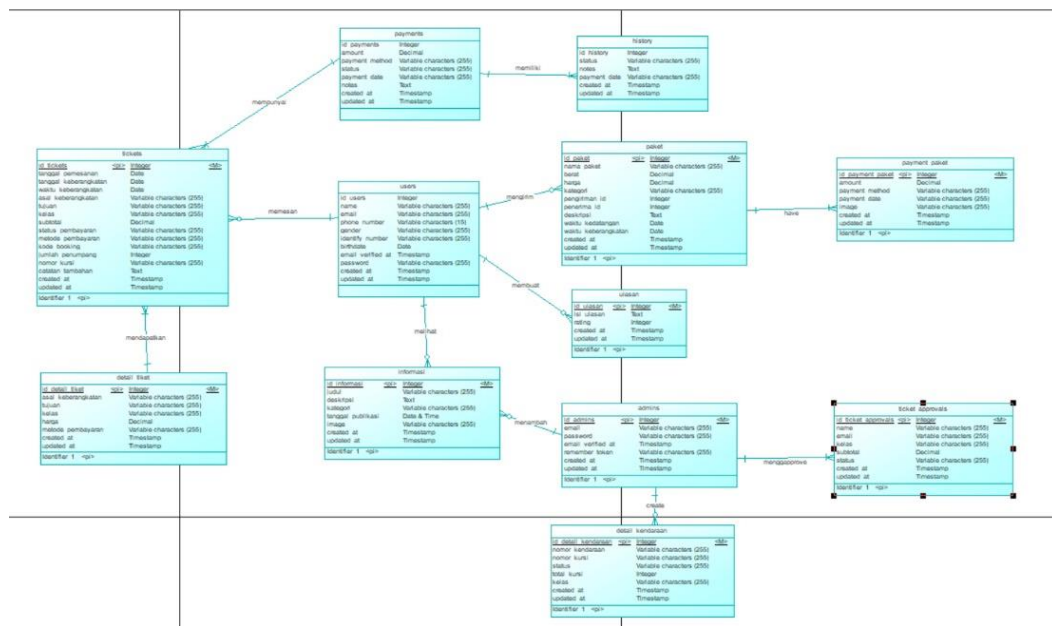 payments
id payments Integer
amount Decimal
payment method Variable characters (255)
status Variable characters (255)
payment date Variable characters (255)
notes Text
created at Timestamp
updated at Timestamp
history
id history Integer
status Variable characters (255)
notes Text
payment date Variable characters (255)
created at Timestamp
updated at Timestamp
memiliki
mempunyai
tickets
id tickets <pi> Integer <M>
tanggal pemesanan Date
tanggal keberangkatan Date
waktu keberangkatan Date
asal keberangkatan Variable characters (255)
tujuan Variable characters (255)
kelas Variable characters (255)
subtotal Decimal
status pembayaran Variable characters (255)
metode pembayaran Variable characters (255)
kode booking Variable characters (255)
jumlah penumpang Integer
nomor kursi Variable characters (255)
catatan tambahan Text
created at Timestamp
updated at Timestamp
Identifier 1 <pi>
memesan
users
id users Integer
name Variable characters (255)
email Variable characters (255)
phone number Variable characters (15)
gender Variable characters (255)
identify number Variable characters (255)
birthdate Date
email verified at Timestamp
password Variable characters (255)
created at Timestamp
updated at Timestamp
mengirim
paket
id paket <pi> Integer <M>
nama paket Variable characters (255)
berat Decimal
harga Decimal
kategori Variable characters (255)
pengiriman id Integer
penerima id Integer
deskripsi Text
waktu kedatangan Date
waktu keberangkatan Date
created at Timestamp
updated at Timestamp
Identifier 1 <pi>
have
payment paket
id payment paket <pi> Integer <M>
amount Decimal
payment method Variable characters (255)
payment date Variable characters (255)
image Variable characters (255)
created at Timestamp
updated at Timestamp
Identifier 1 <pi>
membuat
ulasan
id ulasan <pi> Integer <M>
isi ulasan Text
rating Integer
created at Timestamp
updated at Timestamp
Identifier 1 <pi>
mendapatkan
melihat
detail tiket
id detail tiket <pi> Integer <M>
asal keberangkatan Variable characters (255)
tujuan Variable characters (255)
kelas Variable characters (255)
harga Decimal
metode pembayaran Variable characters (255)
created at Timestamp
updated at Timestamp
Identifier 1 <pi>
informasi
id informasi <pi> Integer <M>
judul Variable characters (255)
deskripsi Text
kategori Variable characters (255)
tanggal publikasi Date & Time
image Variable characters (255)
created at Timestamp
updated at Timestamp
Identifier 1 <pi>
menambah
admins
id admins <pi> Integer <M>
email Variable characters (255)
password Variable characters (255)
email verified at Timestamp
remember token Variable characters (255)
created at Timestamp
updated at Timestamp
Identifier 1 <pi>
menggapprove
ticket approvals
id ticket approvals <pi> Integer <M>
name Variable characters (255)
email Variable characters (255)
kelas Variable characters (255)
subtotal Decimal
status Variable characters (255)
created at Timestamp
updated at Timestamp
Identifier 1 <pi>
create
detail kendaraan
id detail kendaraan <pi> Integer <M>
nomor kendaraan Variable characters (255)
nomor kursi Variable characters (255)
status Variable characters (255)
total kursi Integer
kelas Variable characters (255)
created at Timestamp
updated at Timestamp
Identifier 1 <pi>